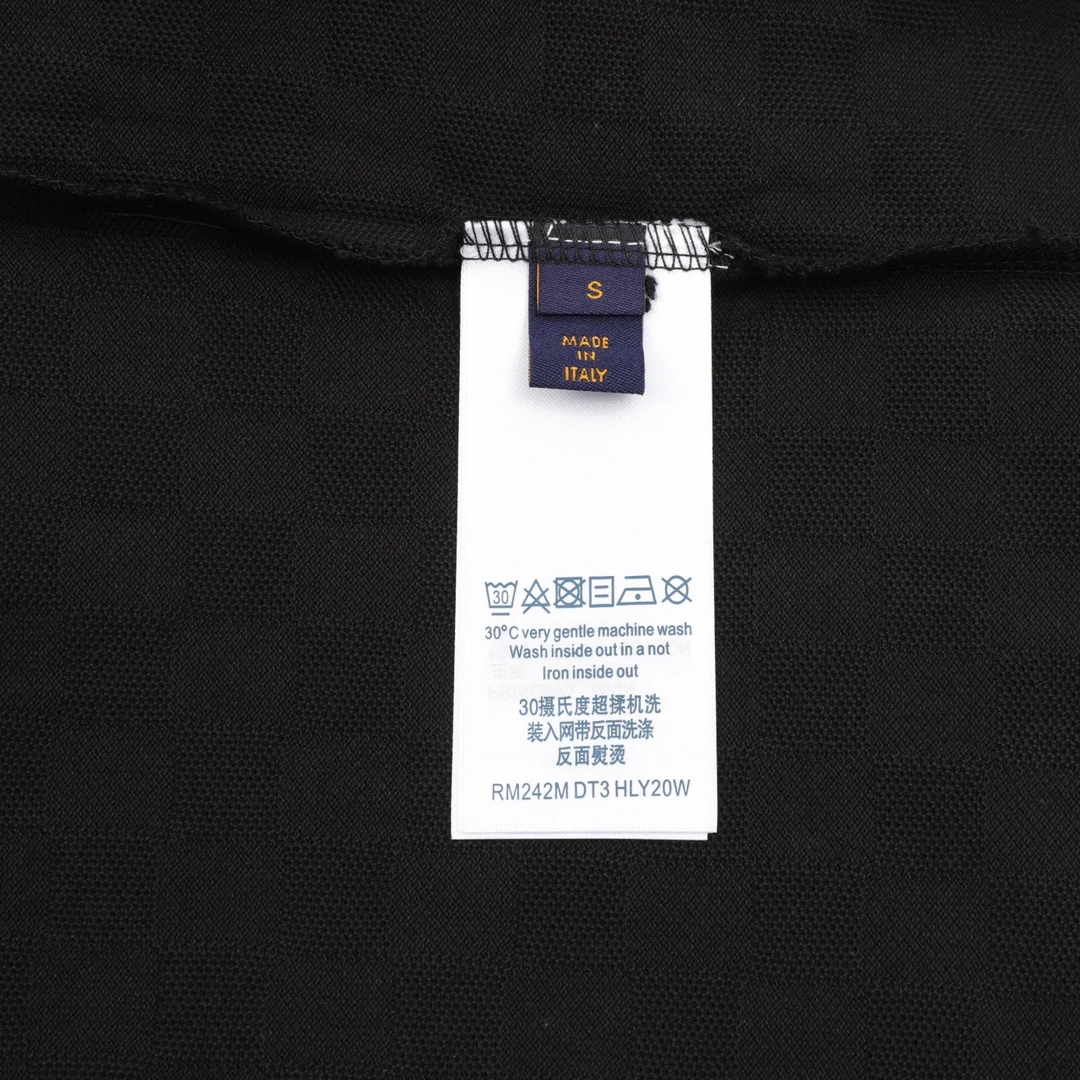 S
MADE
IN
ITALY
30
30°C very gentle machine wash
Wash inside out in a not
Iron inside out
30摄氏度超揉机洗
装入网带反面洗涤
反面熨烫
RM242M DT3 HLY20W